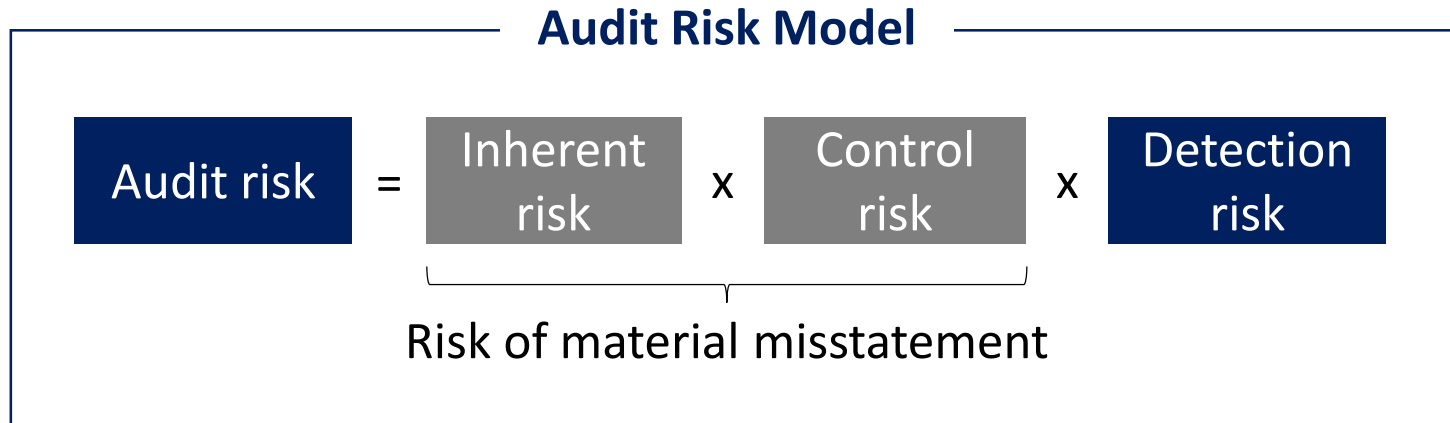 Audit Risk Model
Audit risk = Inherent risk x Control risk x Detection risk
Risk of material misstatement